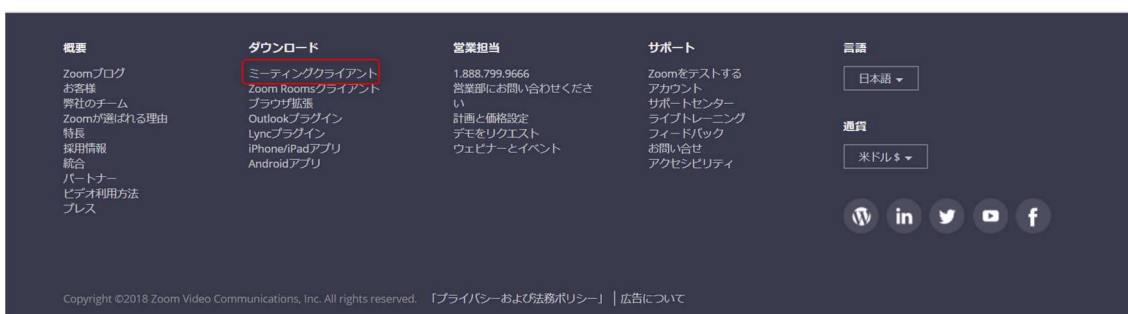 概要
Zoomブログ
お客様
弊社のチーム
Zoomが選ばれる理由
特長
採用情報
統合
パートナー
ビデオ利用方法
プレス
ダウンロード
ミーティングクライアント
Zoom Roomsクライアント
ブラウザ拡張
Outlookプラグイン
Lyncプラグイン
iPhone/iPadアプリ
Androidアプリ
営業担当
1.888.799.9666
営業部にお問い合わせくださ
い
計画と価格設定
デモをリクエスト
ウェビナーとイベント
サポート
Zoomをテストする
アカウント
サポートセンター
ライブトレーニング
フィードバック
お問い合せ
アクセシビリティ
言語
日本語
通貨
米ドル $
Copyright ©2018 Zoom Video Communications, Inc. All rights reserved. 「プライバシーおよび法務ポリシー」 | 広告について